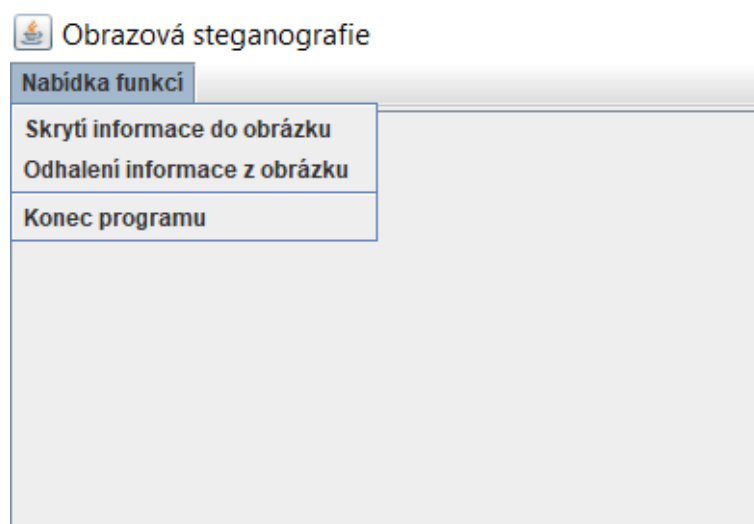 Obrazová steganografie
Nabídka funkcí
Skrytí informace do obrázku
Odhalení informace z obrázku
Konec programu